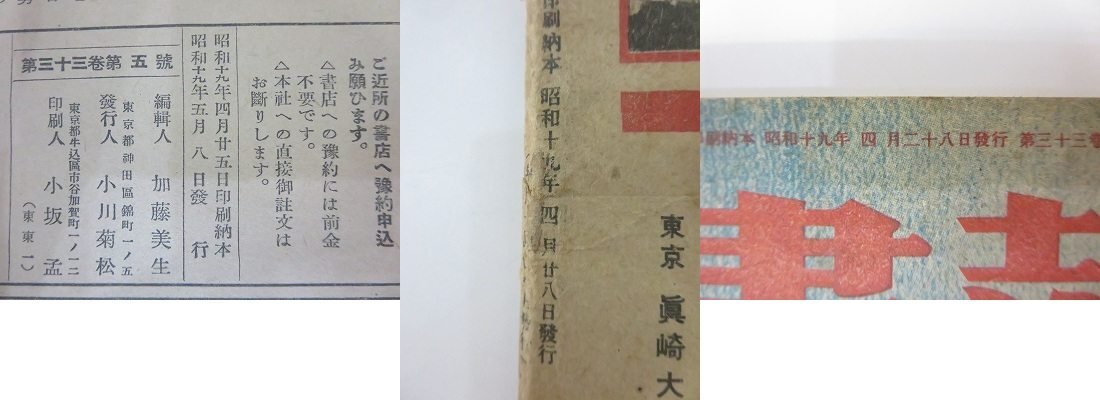 ご近所の書店へ豫約申込
み願ひます。
△書店への豫約には前金
不要です。
△本社への直接御註文は
お斷りします。
昭和十九年四月廿五日印刷納本
昭和十九年五月八日發行
第三十三卷第五號
編輯人 加藤美生
東京都神田區錦町一ノ五
發行人 小川菊松
東京都牛込區市谷加賀町一ノ一二
印刷人 小坂孟
(東東一)
印刷納本 昭和十九年四月廿八日發行
東京 眞崎大
刷納本 昭和十九年 四月二十八日發行 第三十三卷